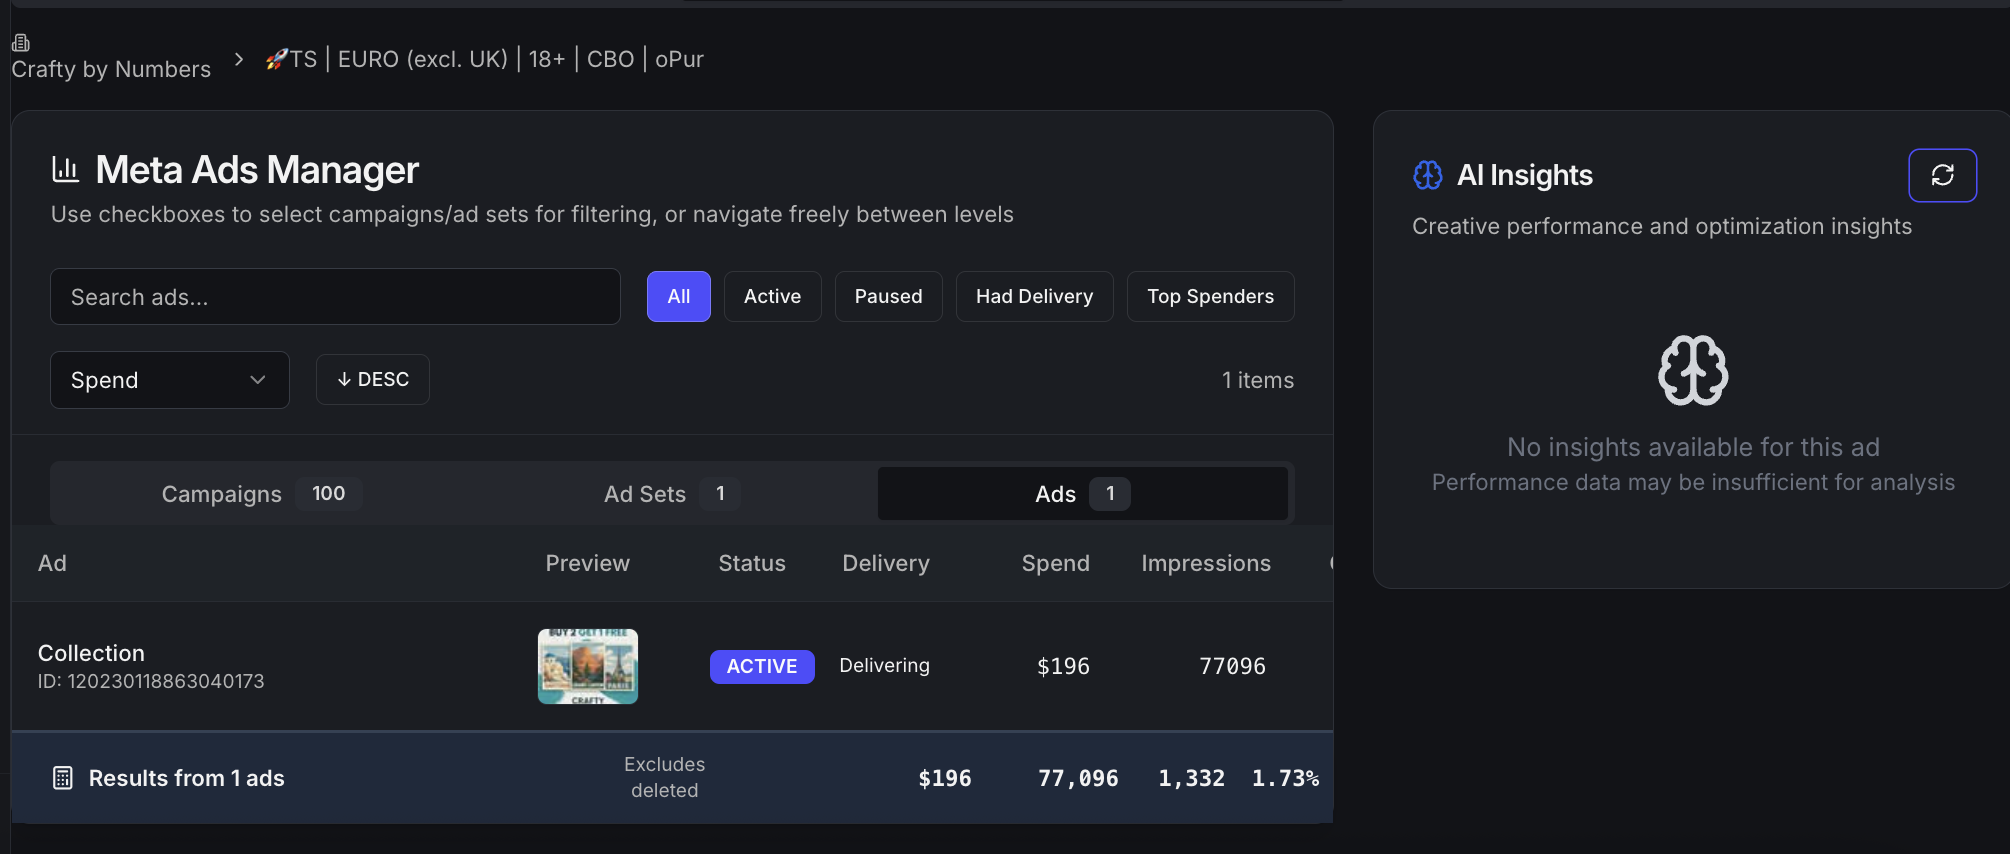 Crafty by Numbers
🚀TS | EURO (excl. UK) | 18+ | CBO | oPur
Meta Ads Manager
Use checkboxes to select campaigns/ad sets for filtering, or navigate freely between levels
Search ads...
All
Active
Paused
Had Delivery
Top Spenders
Spend
↓ DESC
1 items
Campaigns 100
Ad Sets 1
Ads 1
Ad Preview Status Delivery Spend Impressions
Collection
ID: 120230118863040173
BUY 2 GET 1 FREE
PARIS
CRAFTY
ACTIVE
Delivering
$196
77096
Results from 1 ads
Excludes
deleted
$196
77,096
1,332
1.73%
AI Insights
Creative performance and optimization insights
No insights available for this ad
Performance data may be insufficient for analysis